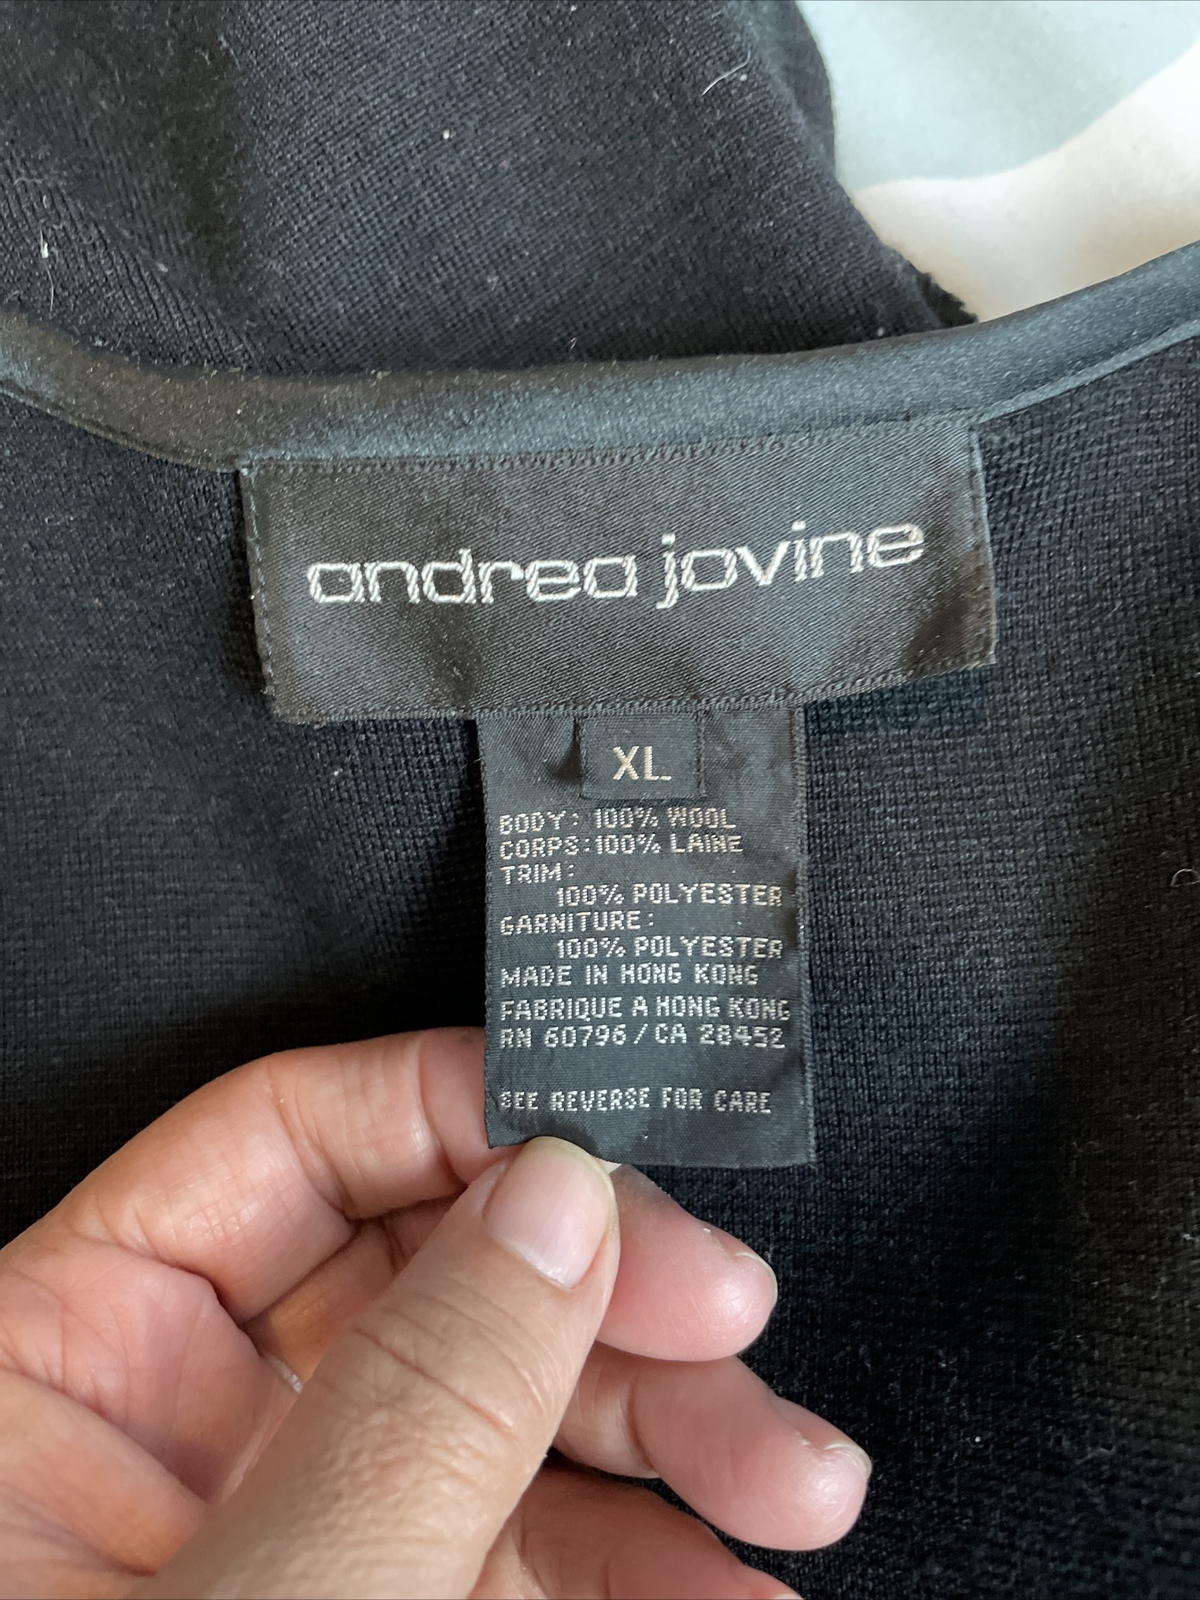 andrea jovine
XL
BODY: 100% WOOL
CORPS:100% LAINE
TRIM:
100% POLYESTER
GARNITURE:
100% POLYESTER
MADE IN HONG KONG
FABRIQUE A HONG KONG
RN 60796/CA 28452
SEE REVERSE FOR CARE